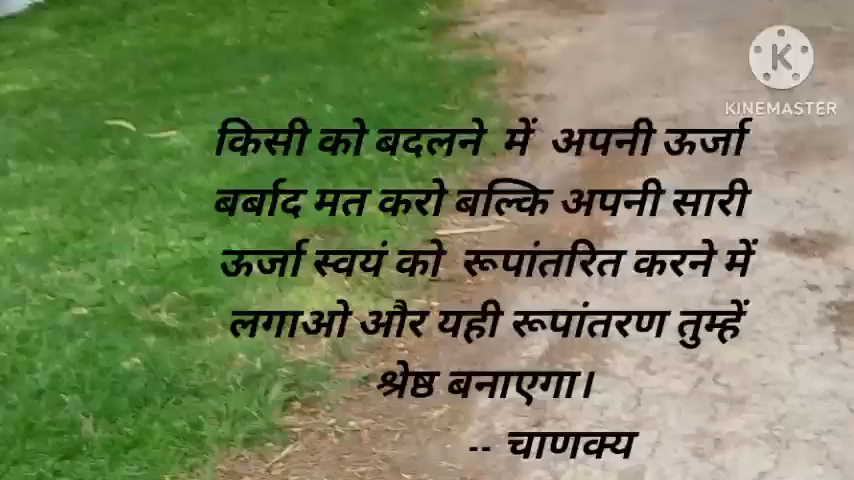 K
KINEMASTER
किसी को बदलने में अपनी ऊर्जा
बर्बाद मत करो बल्कि अपनी सारी
ऊर्जा स्वयं को रूपांतरित करने में
लगाओ और यही रूपांतरण तुम्हें
श्रेष्ठ बनाएगा।
-- चाणक्य